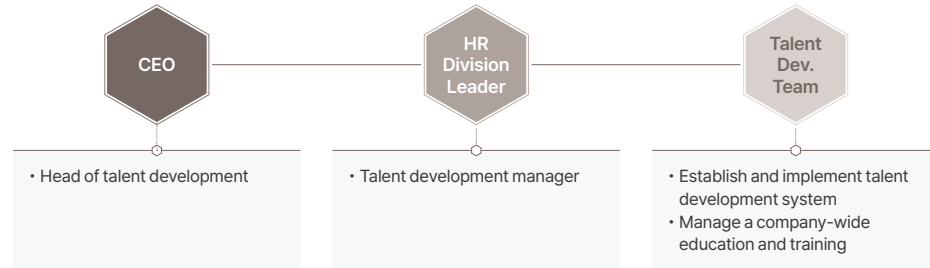 CEO
HR
Division
Leader
Talent
Dev.
Team
• Head of talent development
• Talent development manager
• Establish and implement talent
development system
• Manage a company-wide
education and training